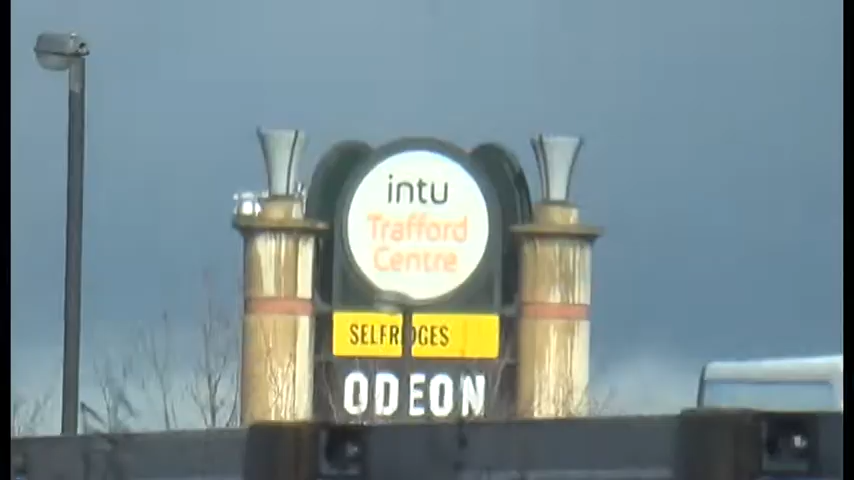 intu
Trafford
Centre
SELFRIDGES
ODEON